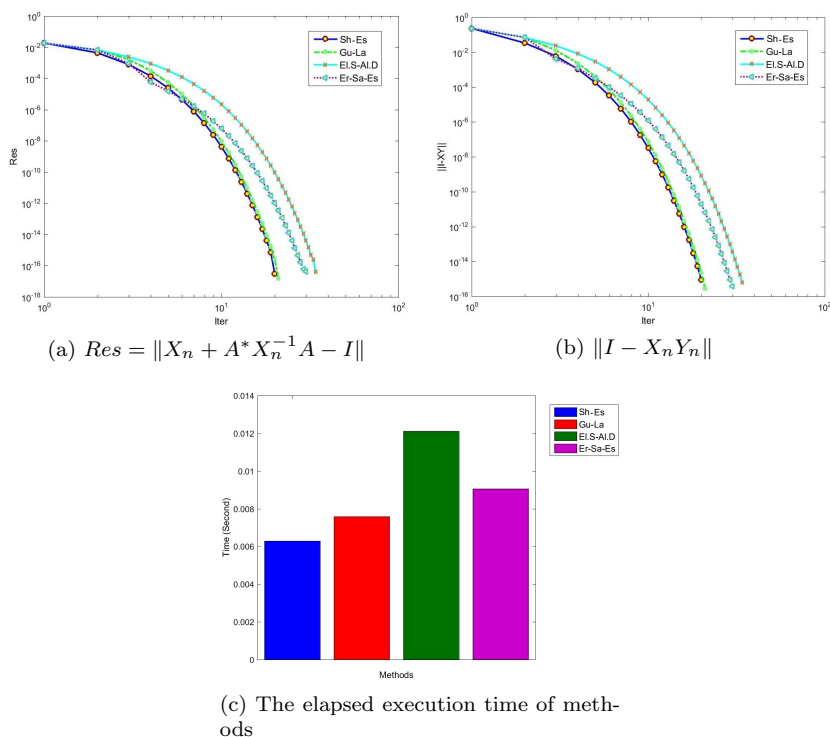 10^0
10^-2
10^-4
10^-6
10^-8
10^-10
10^-12
10^-14
10^-16
10^-18
Res
10^0
10^1
10^2
Iter
Sh-Es
Gu-La
El.S-Al.D
Er-Sa-Es
(a) Res = ‖X_n + A^*X_n^{-1}A − I‖
10^0
10^-2
10^-4
10^-6
10^-8
10^-10
10^-12
10^-14
10^-16
||I-XY||
10^0
10^1
10^2
Iter
Sh-Es
Gu-La
El.S-Al.D
Er-Sa-Es
(b) ‖I − X_nY_n‖
0.014
0.012
0.01
0.008
0.006
0.004
0.002
0
Time (Second)
Methods
Sh-Es
Gu-La
El.S-Al.D
Er-Sa-Es
(c) The elapsed execution time of meth-
ods